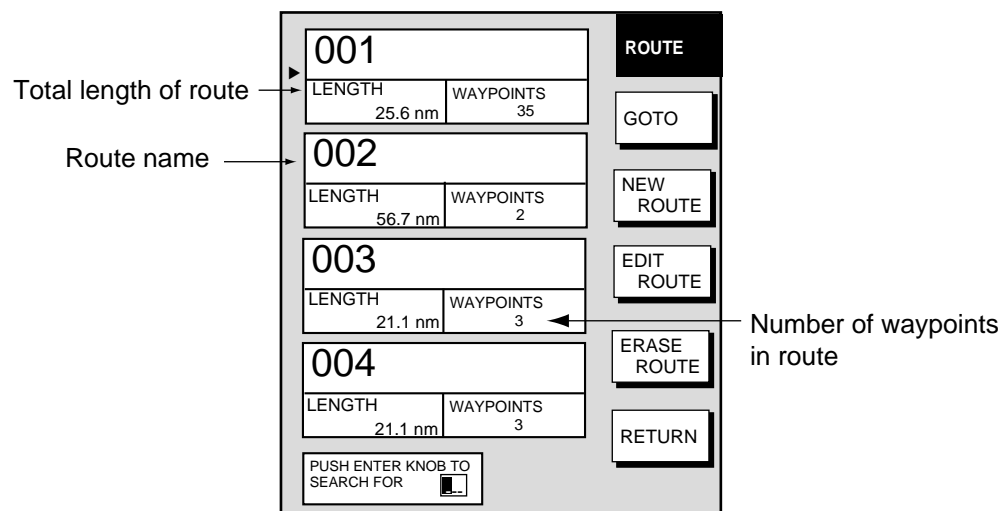 001
LENGTH
25.6 nm
WAYPOINTS
35
002
LENGTH
56.7 nm
WAYPOINTS
2
003
LENGTH
21.1 nm
WAYPOINTS
3
004
LENGTH
21.1 nm
WAYPOINTS
3
PUSH ENTER KNOB TO
SEARCH FOR
ROUTE
GOTO
NEW
ROUTE
EDIT
ROUTE
ERASE
ROUTE
RETURN
Total length of route
Route name
Number of waypoints
in route